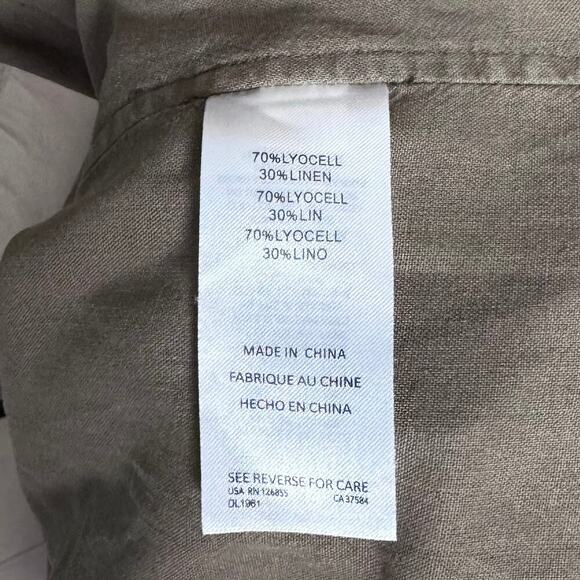 70%LYOCELL
30%LINEN
70%LYOCELL
30%LIN
70%LYOCELL
30%LINO
MADE IN CHINA
FABRIQUE AU CHINE
HECHO EN CHINA
SEE REVERSE FOR CARE
USA RN 126855 CA 37584
DL1961